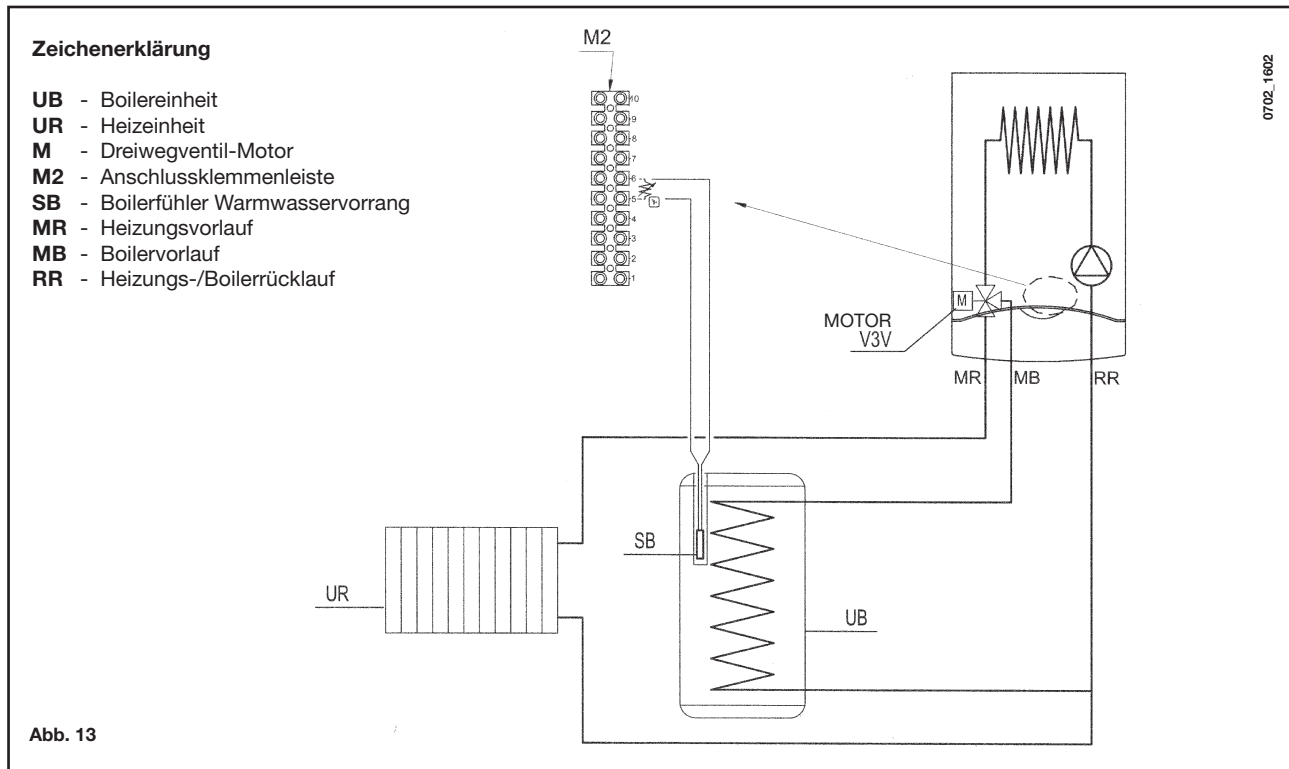 Zeichenerklärung
UB - Boilereinheit
UR - Heizeinheit
M - Dreiwegventil-Motor
M2 - Anschlussklemmenleiste
SB - Boilerfühler Warmwasservorrang
MR - Heizungsvorlauf
MB - Boilervorlauf
RR - Heizungs-/Boilerrücklauf
M2
10
9
8
7
6
5
4
3
2
1
0702_1602
M
MOTOR
V3V
MR
MB
RR
SB
UR
UB
Abb. 13